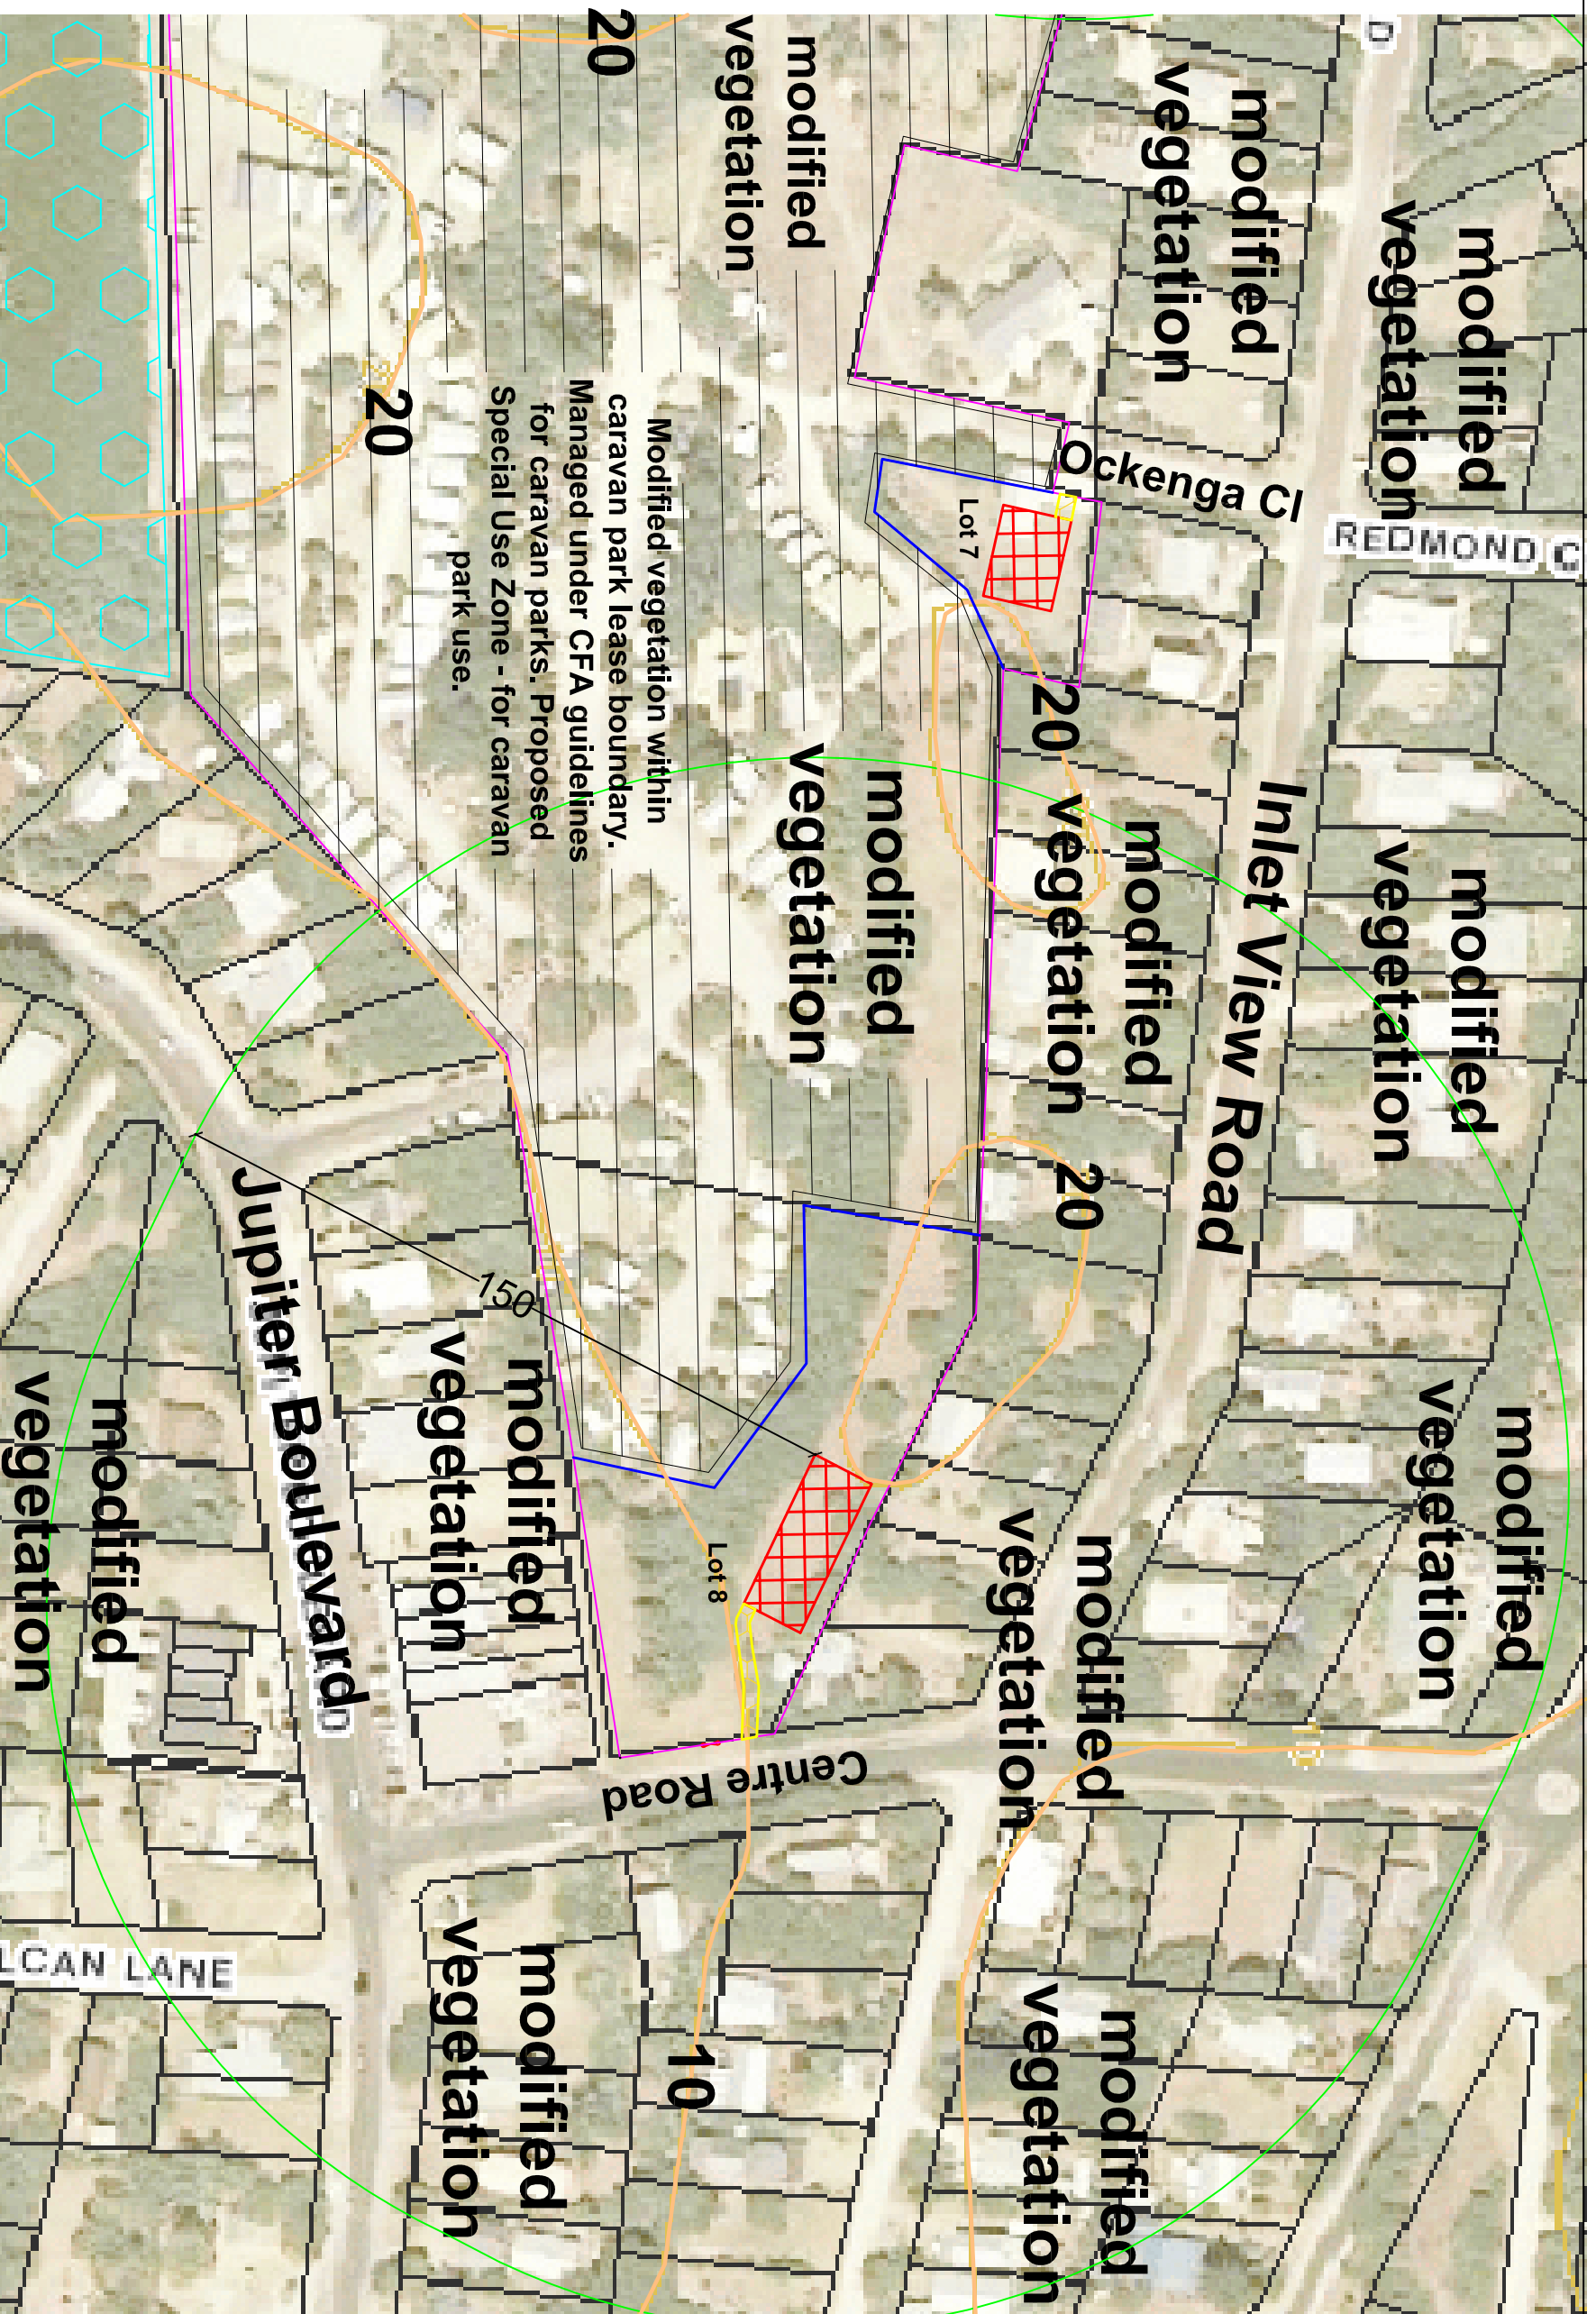 D
modified
vegetation
REDMOND C
modified
vegetation
modified
vegetation
modified
vegetation
Ockenga Cl
Inlet View Road
modified
vegetation
modified
vegetation
modified
vegetation
20
20
modified
vegetation
Lot 7
modified
vegetation
20
Modified vegetation within
caravan park lease boundary.
Managed under CFA guidelines
for caravan parks. Proposed
Special Use Zone - for caravan
park use.
20
Lot 8
Centre Road
10
150
modified
vegetation
modified
vegetation
Jupiter Boulevard
D
modified
vegetation
LCAN LANE